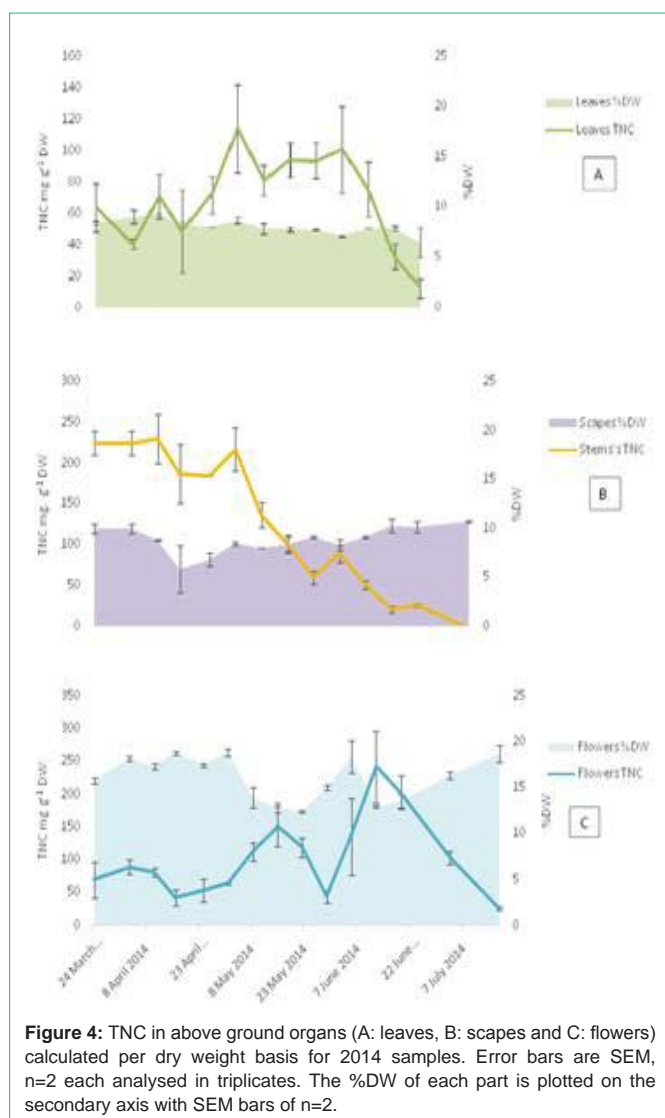 160
140
120
100
80
60
40
20
0
TNC mg g⁻¹ DW
25
20
15
10
5
0
%DW
Leaves %DW
Leaves TNC
A
300
250
200
150
100
50
0
TNC mg. g⁻¹ DW
25
20
15
10
5
0
%DW
Scapes %DW
Stems's TNC
B
350
300
250
200
150
100
50
0
TNC mg g⁻¹ DW
25
20
15
10
5
0
%DW
Flowers %DW
Flowers TNC
C
24 March...
8 April 2014
23 April...
8 May 2014
23 May 2014
7 June 2014
22 June...
7 July 2014
Figure 4: TNC in above ground organs (A: leaves, B: scapes and C: flowers)
calculated per dry weight basis for 2014 samples. Error bars are SEM,
n=2 each analysed in triplicates. The %DW of each part is plotted on the
secondary axis with SEM bars of n=2.